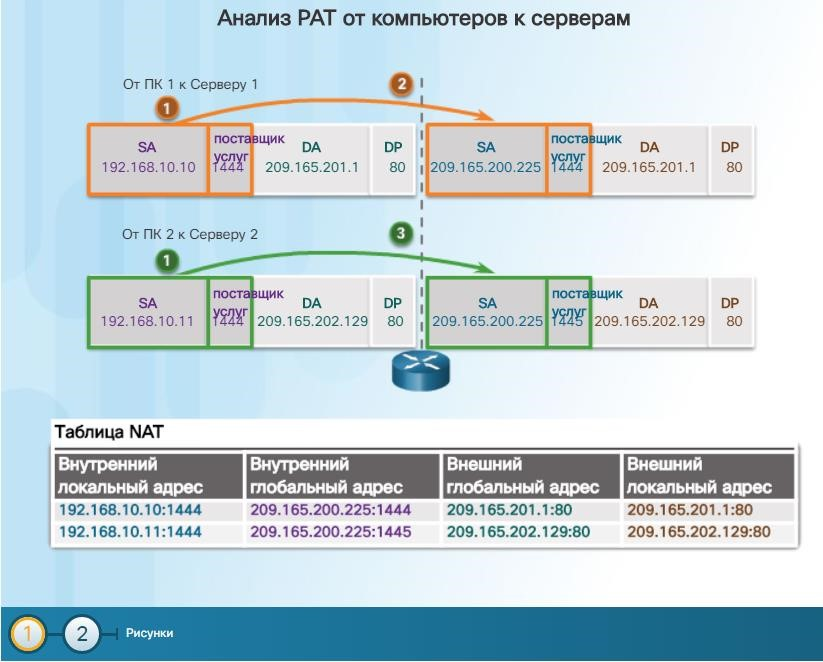 Анализ PAT от компьютеров к серверам
От ПК 1 к Серверу 1
1
2
SA
поставщик услуг
DA
DP
SA
поставщик услуг
DA
DP
192.168.10.10
1444
209.165.201.1
80
209.165.200.225
1444
209.165.201.1
80
От ПК 2 к Серверу 2
1
3
SA
поставщик услуг
DA
DP
SA
поставщик услуг
DA
DP
192.168.10.11
1444
209.165.202.129
80
209.165.200.225
1445
209.165.202.129
80
Таблица NAT
Внутренний локальный адрес
Внутренний глобальный адрес
Внешний глобальный адрес
Внешний локальный адрес
192.168.10.10:1444
209.165.200.225:1444
209.165.201.1:80
209.165.201.1:80
192.168.10.11:1444
209.165.200.225:1445
209.165.202.129:80
209.165.202.129:80
1
2
Рисунки